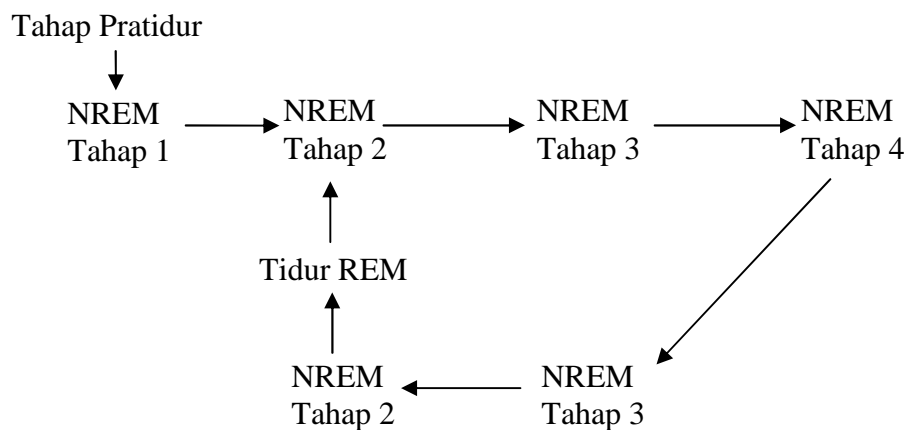 Tahap Pratidur
NREM
Tahap 1
NREM
Tahap 2
NREM
Tahap 3
NREM
Tahap 4
Tidur REM
NREM
Tahap 2
NREM
Tahap 3